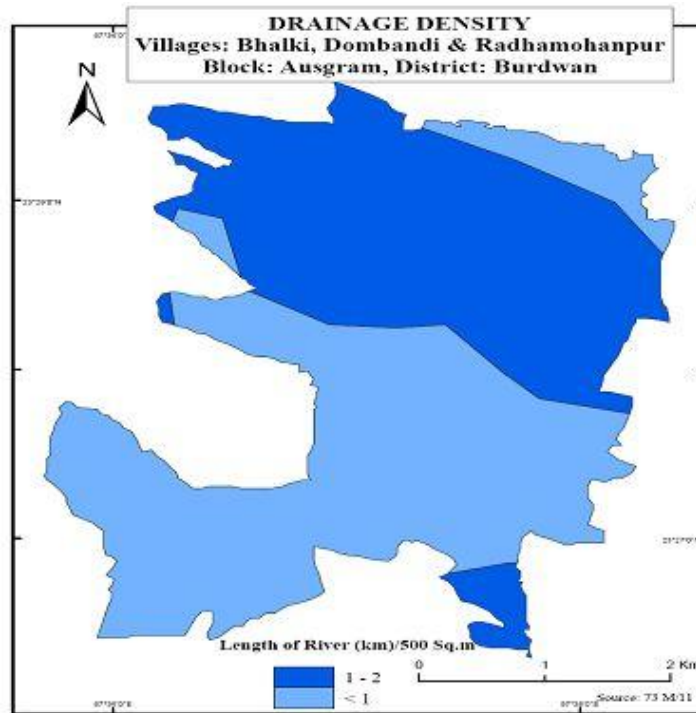 DRAINAGE DENSITY
Villages: Bhalki, Dombandi & Radhamohanpur
Block: Ausgram, District: Burdwan
N
Length of River (km)/500 Sq.m
1 - 2
< 1
0 1 2 Km
Source: 73 M/11